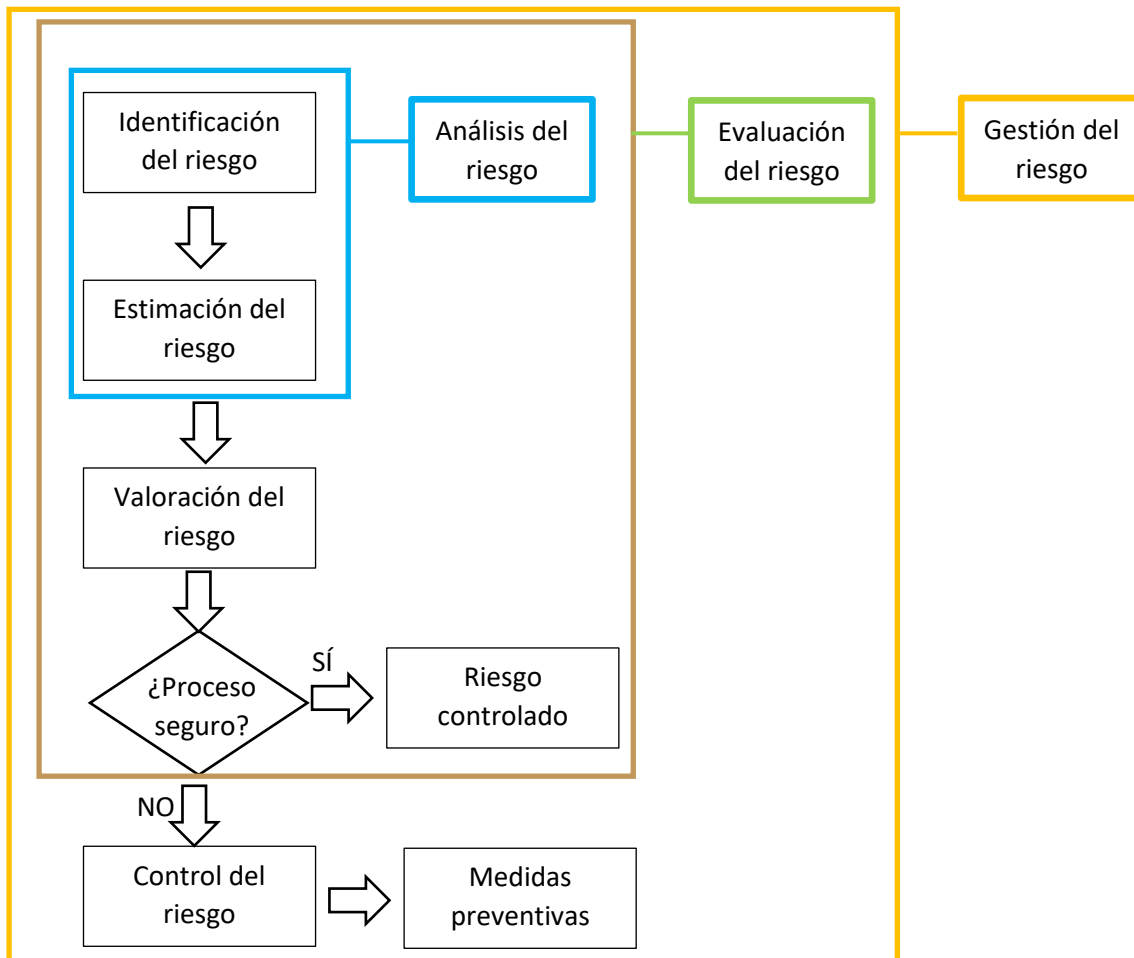 Identificación
del riesgo
Análisis del
riesgo
Evaluación
del riesgo
Gestión del
riesgo
Estimación del
riesgo
Valoración del
riesgo
¿Proceso
seguro?
SÍ
Riesgo
controlado
NO
Control del
riesgo
Medidas
preventivas